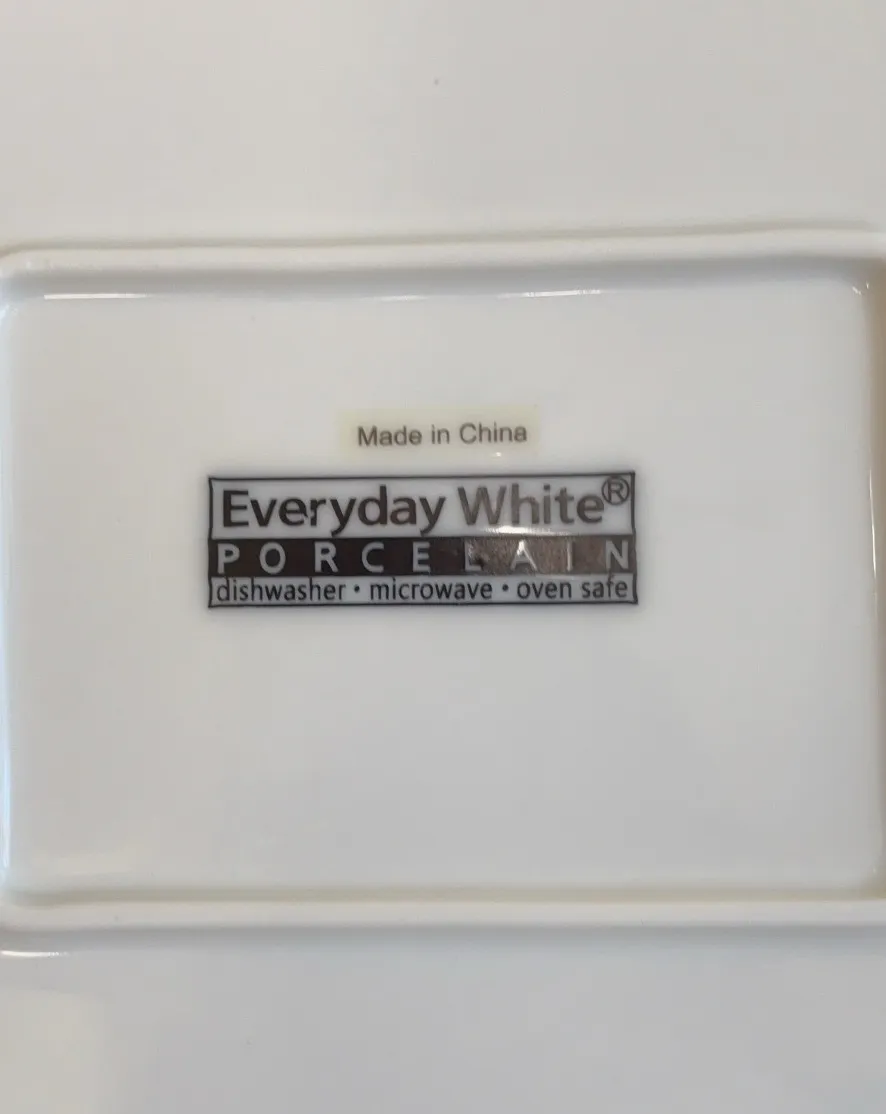 Made in China
Everyday White®
PORCELAIN
dishwasher • microwave • oven safe